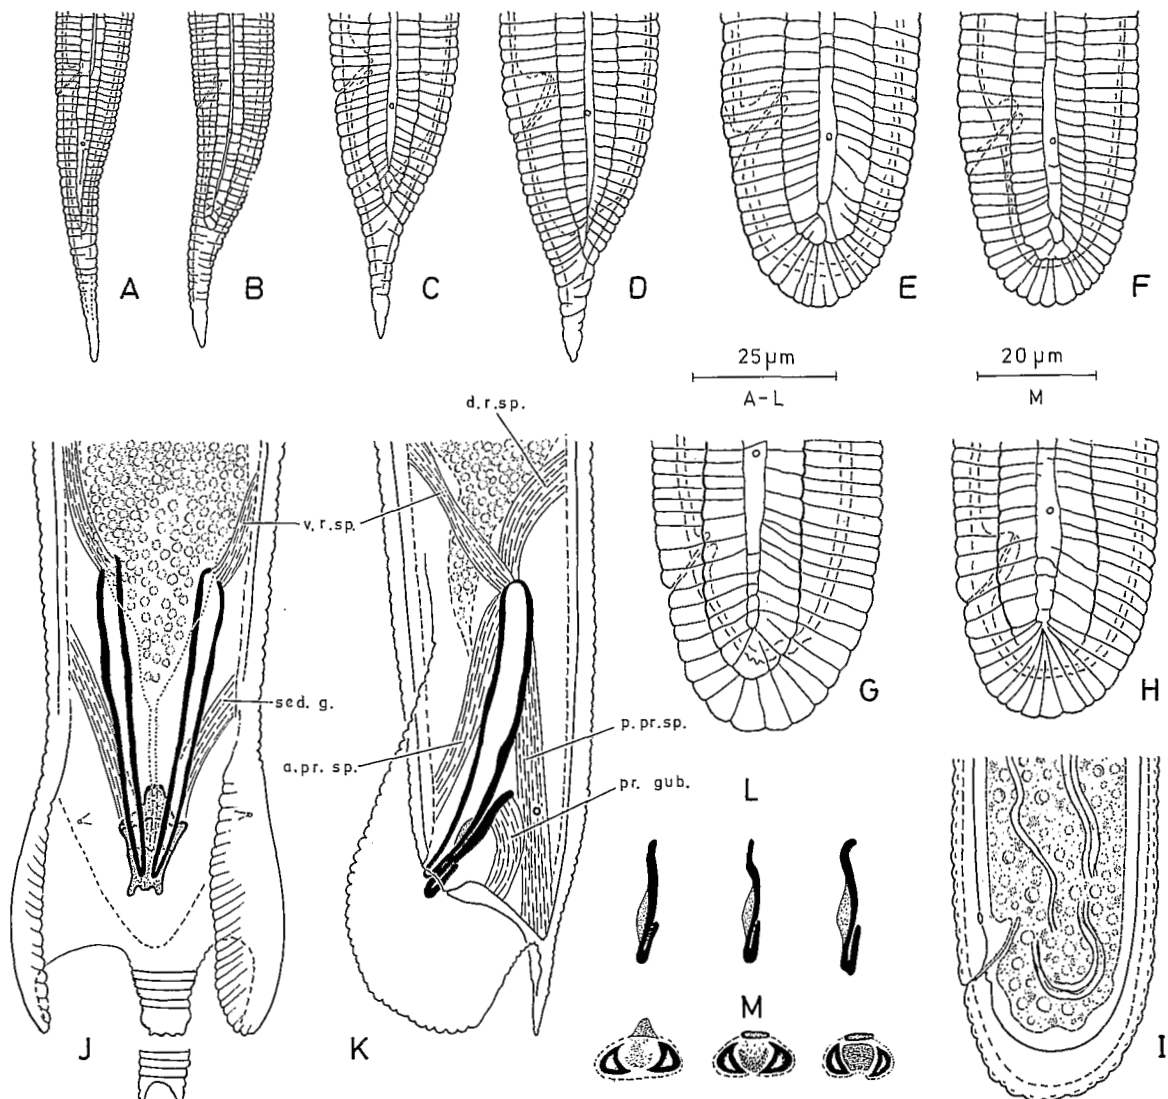 A
B
C
D
E
F
25 µm
A-L
20 µm
M
d.r.sp.
v.r.sp.
G
H
sed. g.
a.pr. sp.
p.pr.sp.
pr. gub.
L
M
J
K
I